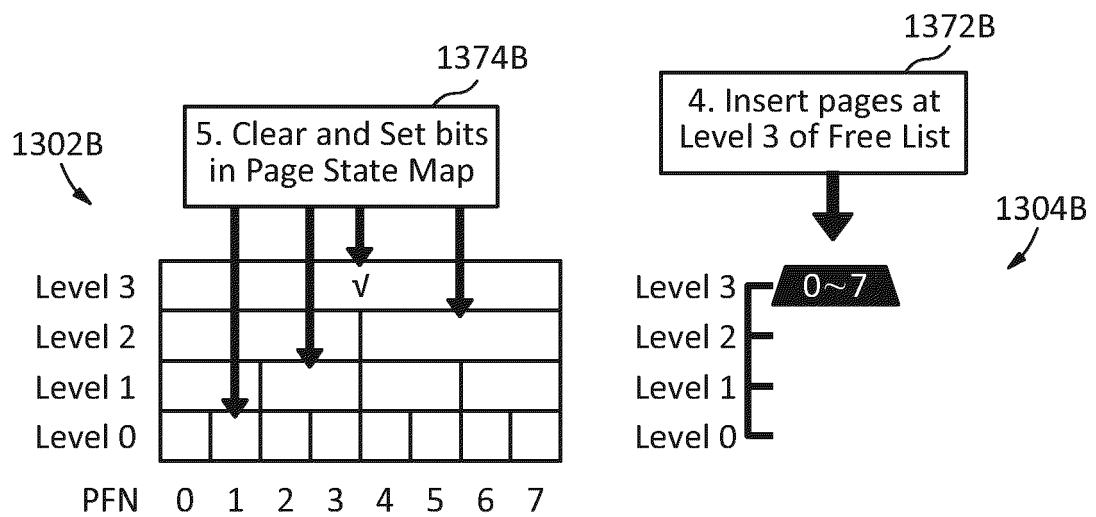 1374B
5. Clear and Set bits
in Page State Map
1302B
Level 3 √
Level 2
Level 1
Level 0
PFN 0 1 2 3 4 5 6 7
1372B
4. Insert pages at
Level 3 of Free List
1304B
Level 3 0~7
Level 2
Level 1
Level 0